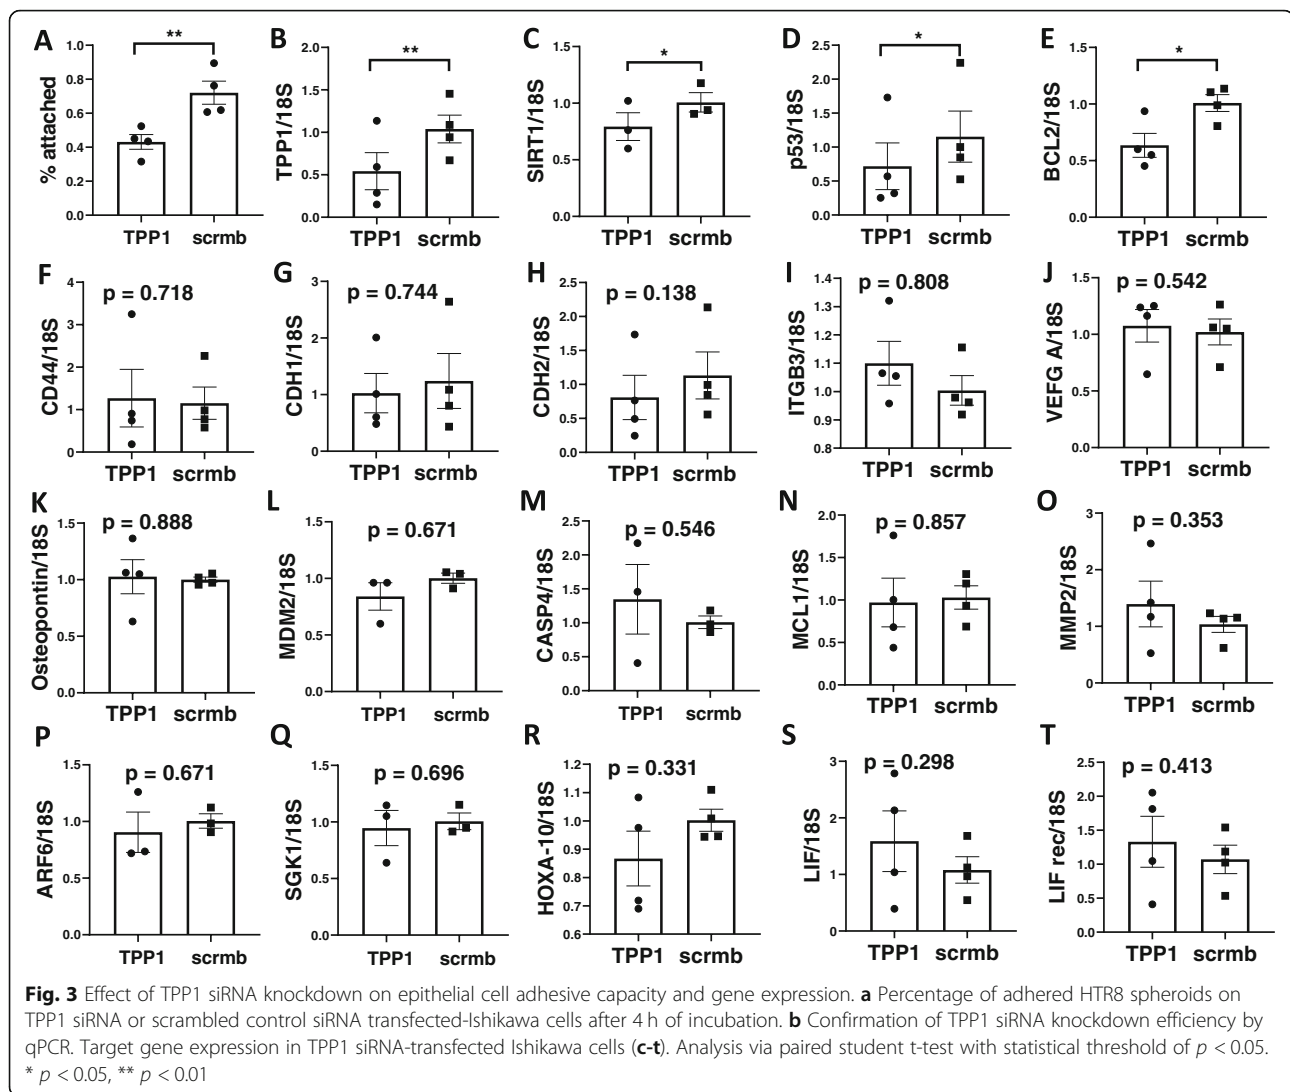 A
% attached
1.0
0.8
0.6
0.4
0.2
0.0
**
TPP1 scrmb
B
TPP1/18S
2.0
1.5
1.0
0.5
0.0
**
TPP1 scrmb
C
SIRT1/18S
1.5
1.0
0.5
0.0
*
TPP1 scrmb
D
p53/18S
2.5
2.0
1.5
1.0
0.5
0.0
*
TPP1 scrmb
E
BCL2/18S
1.5
1.0
0.5
0.0
*
TPP1 scrmb
F
p = 0.718
CD44/18S
4
3
2
1
0
TPP1 scrmb
G
p = 0.744
CDH1/18S
3
2
1
0
TPP1 scrmb
H
p = 0.138
CDH2/18S
2.5
2.0
1.5
1.0
0.5
0.0
TPP1 scrmb
I
p = 0.808
ITGB3/18S
1.4
1.3
1.2
1.1
1.0
0.9
0.8
TPP1 scrmb
J
p = 0.542
VEFG A/18S
1.5
1.0
0.5
0.0
TPP1 scrmb
K
p = 0.888
Osteopontin/18S
1.5
1.0
0.5
0.0
TPP1 scrmb
L
p = 0.671
MDM2/18S
1.5
1.0
0.5
0.0
TPP1 scrmb
M
p = 0.546
CASP4/18S
2.5
2.0
1.5
1.0
0.5
0.0
TPP1 scrmb
N
p = 0.857
MCL1/18S
2.0
1.5
1.0
0.5
0.0
TPP1 scrmb
O
p = 0.353
MMP2/18S
3
2
1
0
TPP1 scrmb
P
p = 0.671
ARF6/18S
1.5
1.0
0.5
0.0
TPP1 scrmb
Q
p = 0.696
SGK1/18S
1.5
1.0
0.5
0.0
TPP1 scrmb
R
p = 0.331
HOXA-10/18S
1.2
1.1
1.0
0.9
0.8
0.7
0.6
TPP1 scrmb
S
p = 0.298
LIF/18S
3
2
1
0
TPP1 scrmb
T
p = 0.413
LIF rec/18S
2.5
2.0
1.5
1.0
0.5
0.0
TPP1 scrmb
Fig. 3 Effect of TPP1 siRNA knockdown on epithelial cell adhesive capacity and gene expression. a Percentage of adhered HTR8 spheroids on
TPP1 siRNA or scrambled control siRNA transfected-Ishikawa cells after 4 h of incubation. b Confirmation of TPP1 siRNA knockdown efficiency by
qPCR. Target gene expression in TPP1 siRNA-transfected Ishikawa cells (c-t). Analysis via paired student t-test with statistical threshold of p < 0.05.
* p < 0.05, ** p < 0.01